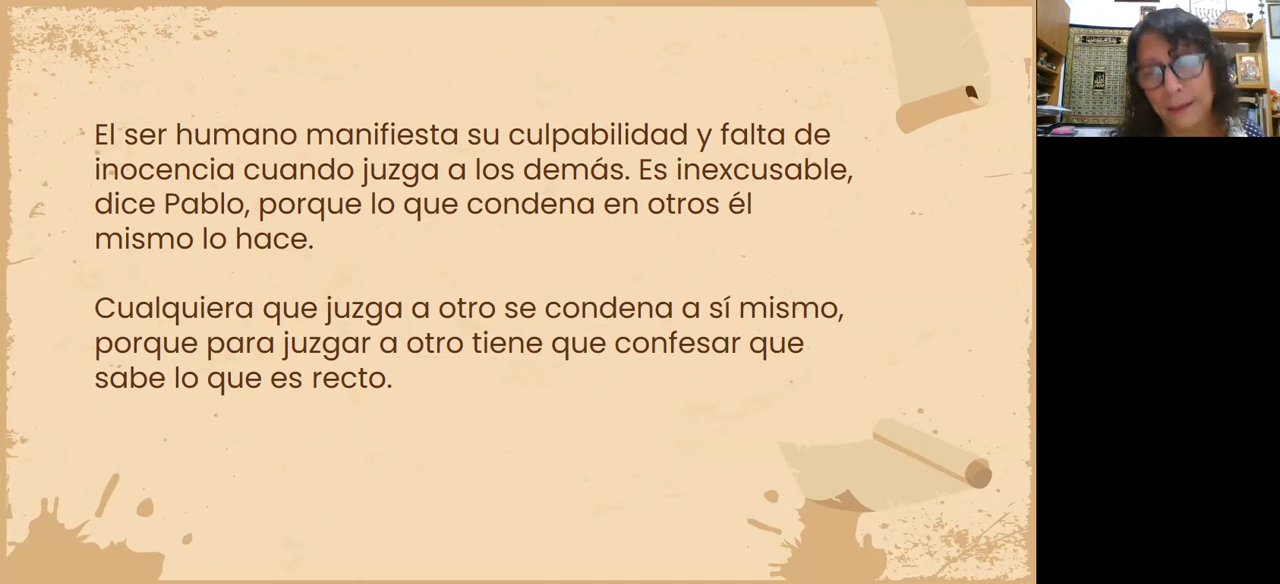 El ser humano manifiesta su culpabilidad y falta de
inocencia cuando juzga a los demás. Es inexcusable,
dice Pablo, porque lo que condena en otros él
mismo lo hace.
Cualquiera que juzga a otro se condena a sí mismo,
porque para juzgar a otro tiene que confesar que
sabe lo que es recto.